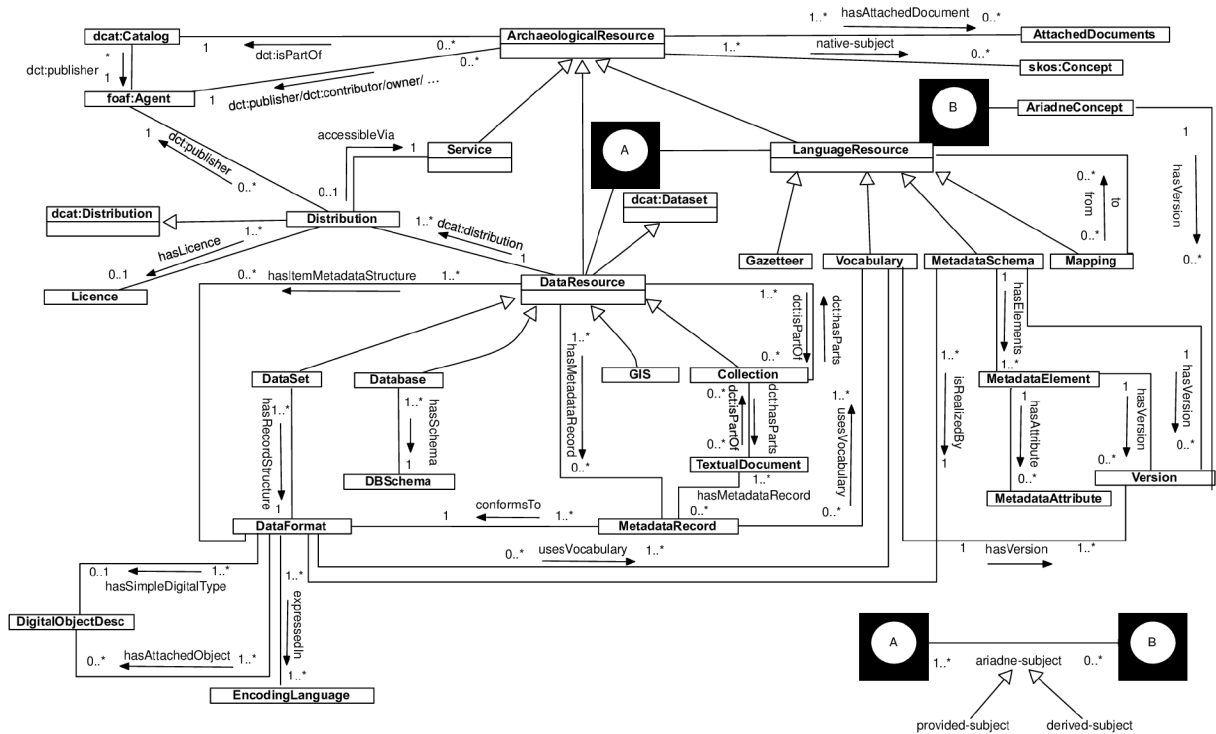 dcat:Catalog
ArchaeologicalResource
1..*
hasAttachedDocument
0..*
AttachedDocuments
1
dct:isPartOf
0..*
*
dct:publisher
1
0..*
1..*
native-subject
0..*
skos:Concept
foaf:Agent
1
dct:publisher/dct:contributor/owner/ ...
B
AriadneConcept
1
dct:publisher
0..*
accessibleVia
1
Service
A
LanguageResource
1
hasVersion
0..*
0..1
0..*
from
to
0..*
dcat:Distribution
Distribution
dcat:Dataset
1..*
dcat:distribution
1
1..*
hasLicence
0..1
Licence
Gazetteer
Vocabulary
MetadataSchema
Mapping
0..*
hasItemMetadataStructure
1..*
DataResource
1..*
dct:isPartOf
0..*
dct:hasParts
1
hasElements
1..*
1..*
hasMetadataRecord
0..*
DataSet
Database
GIS
Collection
MetadataElement
1..*
isRealizedBy
1
1
hasVersion
0..*
1..*
hasRecordStructure
1
1..*
hasSchema
1
0..*
dct:isPartOf
0..*
dct:hasParts
1..*
usesVocabulary
0..*
1
hasAttribute
0..*
1
hasVersion
0..*
DBSchema
TextualDocument
Version
1..*
hasMetadataRecord
0..*
MetadataAttribute
DataFormat
1
conformsTo
1..*
MetadataRecord
0..*
usesVocabulary
1..*
1
hasVersion
1..*
0..1
1..*
hasSimpleDigitalType
1..*
expressedIn
1..*
DigitalObjectDesc
0..*
hasAttachedObject
1..*
EncodingLanguage
A
B
1..*
ariadne-subject
0..*
provided-subject
derived-subject